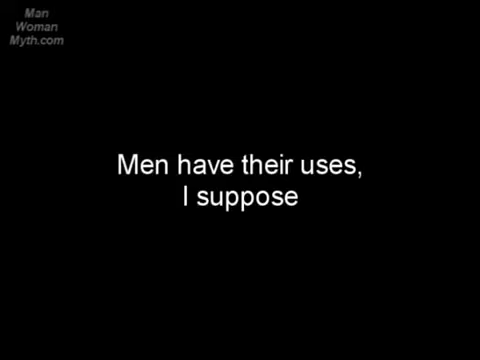 Man
Woman
Myth.com
Men have their uses,
I suppose